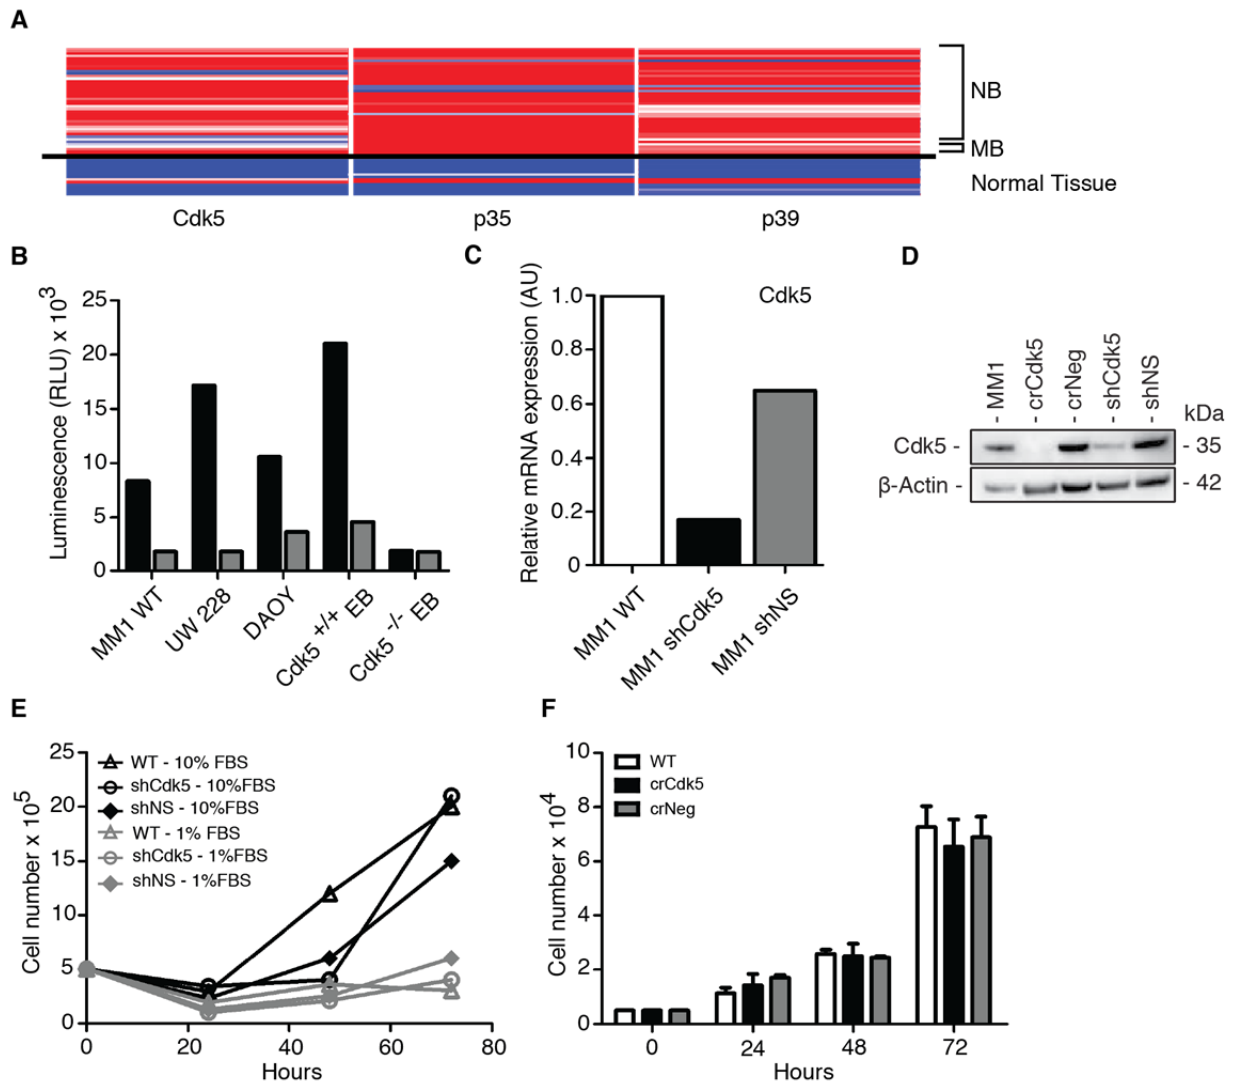 A
NB
MB
Normal Tissue
Cdk5 p35 p39
B
Luminescence (RLU) x 10³
25
20
15
10
5
0
MM1 WT
UW 228
DAOY
Cdk5 +/+ EB
Cdk5 -/- EB
C
Relative mRNA expression (AU)
Cdk5
1.0
0.8
0.6
0.4
0.2
0
MM1 WT
MM1 shCdk5
MM1 shNS
D
- MM1
- crCdk5
- crNeg
- shCdk5
- shNS
kDa
Cdk5 - - 35
β-Actin - - 42
E
Cell number x 10⁵
25
20
15
10
5
0
WT - 10% FBS
shCdk5 - 10%FBS
shNS - 10%FBS
WT - 1% FBS
shCdk5 - 1%FBS
shNS - 1%FBS
0 20 40 60 80
Hours
F
Cell number x 10⁴
10
8
6
4
2
0
WT
crCdk5
crNeg
0 24 48 72
Hours